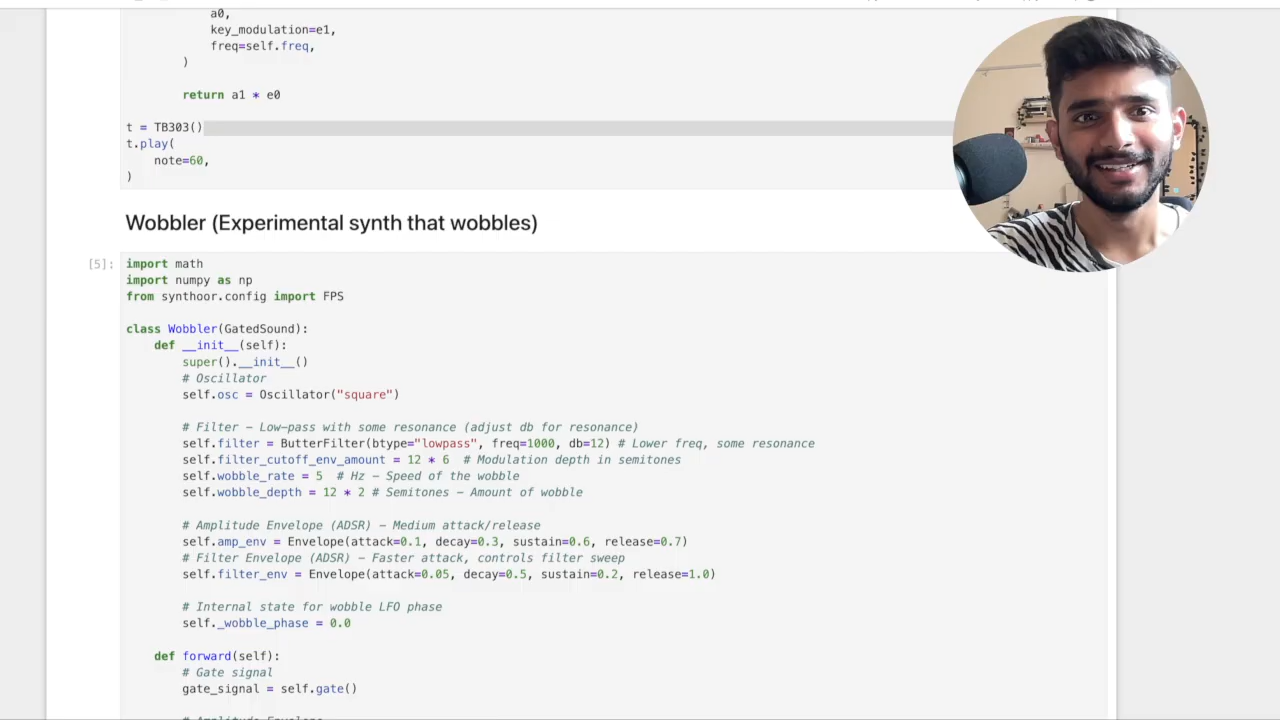 a0,
key_modulation=e1,
freq=self.freq,
)
return a1 * e0
t = TB303()
t.play(
note=60,
)
Wobbler (Experimental synth that wobbles)
[5]:
import math
import numpy as np
from synthoor.config import FPS
class Wobbler(GatedSound):
def __init__(self):
super().__init__()
# Oscillator
self.osc = Oscillator("square")
# Filter – Low-pass with some resonance (adjust db for resonance)
self.filter = ButterFilter(btype="lowpass", freq=1000, db=12) # Lower freq, some resonance
self.filter_cutoff_env_amount = 12 * 6  # Modulation depth in semitones
self.wobble_rate = 5  # Hz – Speed of the wobble
self.wobble_depth = 12 * 2 # Semitones – Amount of wobble
# Amplitude Envelope (ADSR) – Medium attack/release
self.amp_env = Envelope(attack=0.1, decay=0.3, sustain=0.6, release=0.7)
# Filter Envelope (ADSR) – Faster attack, controls filter sweep
self.filter_env = Envelope(attack=0.05, decay=0.5, sustain=0.2, release=1.0)
# Internal state for wobble LFO phase
self._wobble_phase = 0.0
def forward(self):
# Gate signal
gate_signal = self.gate()
# Amplitude Envelope